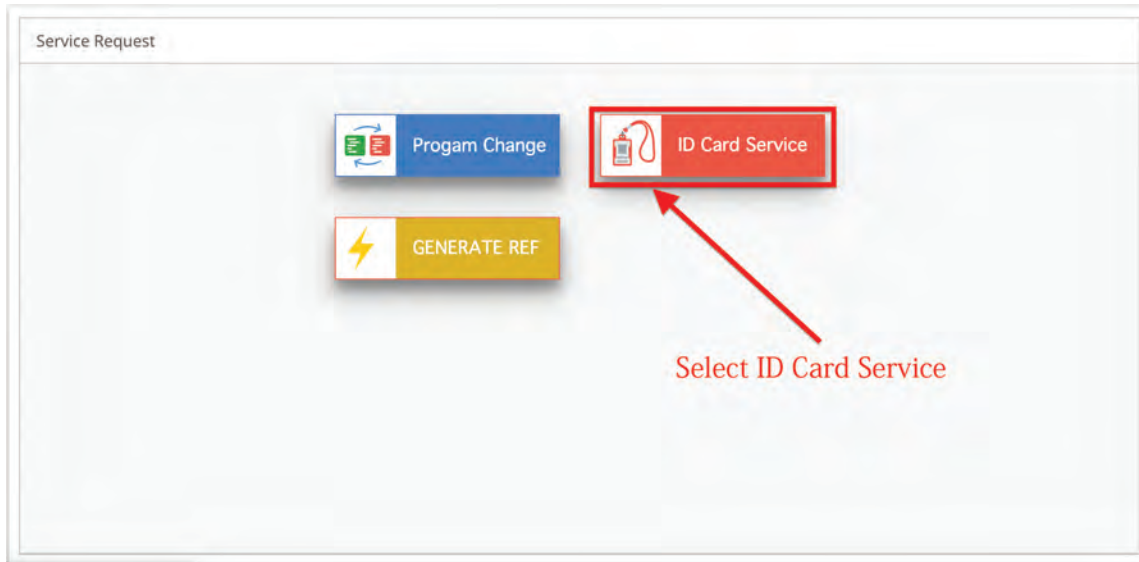 Service Request
Progam Change
ID Card Service
GENERATE REF
Select ID Card Service